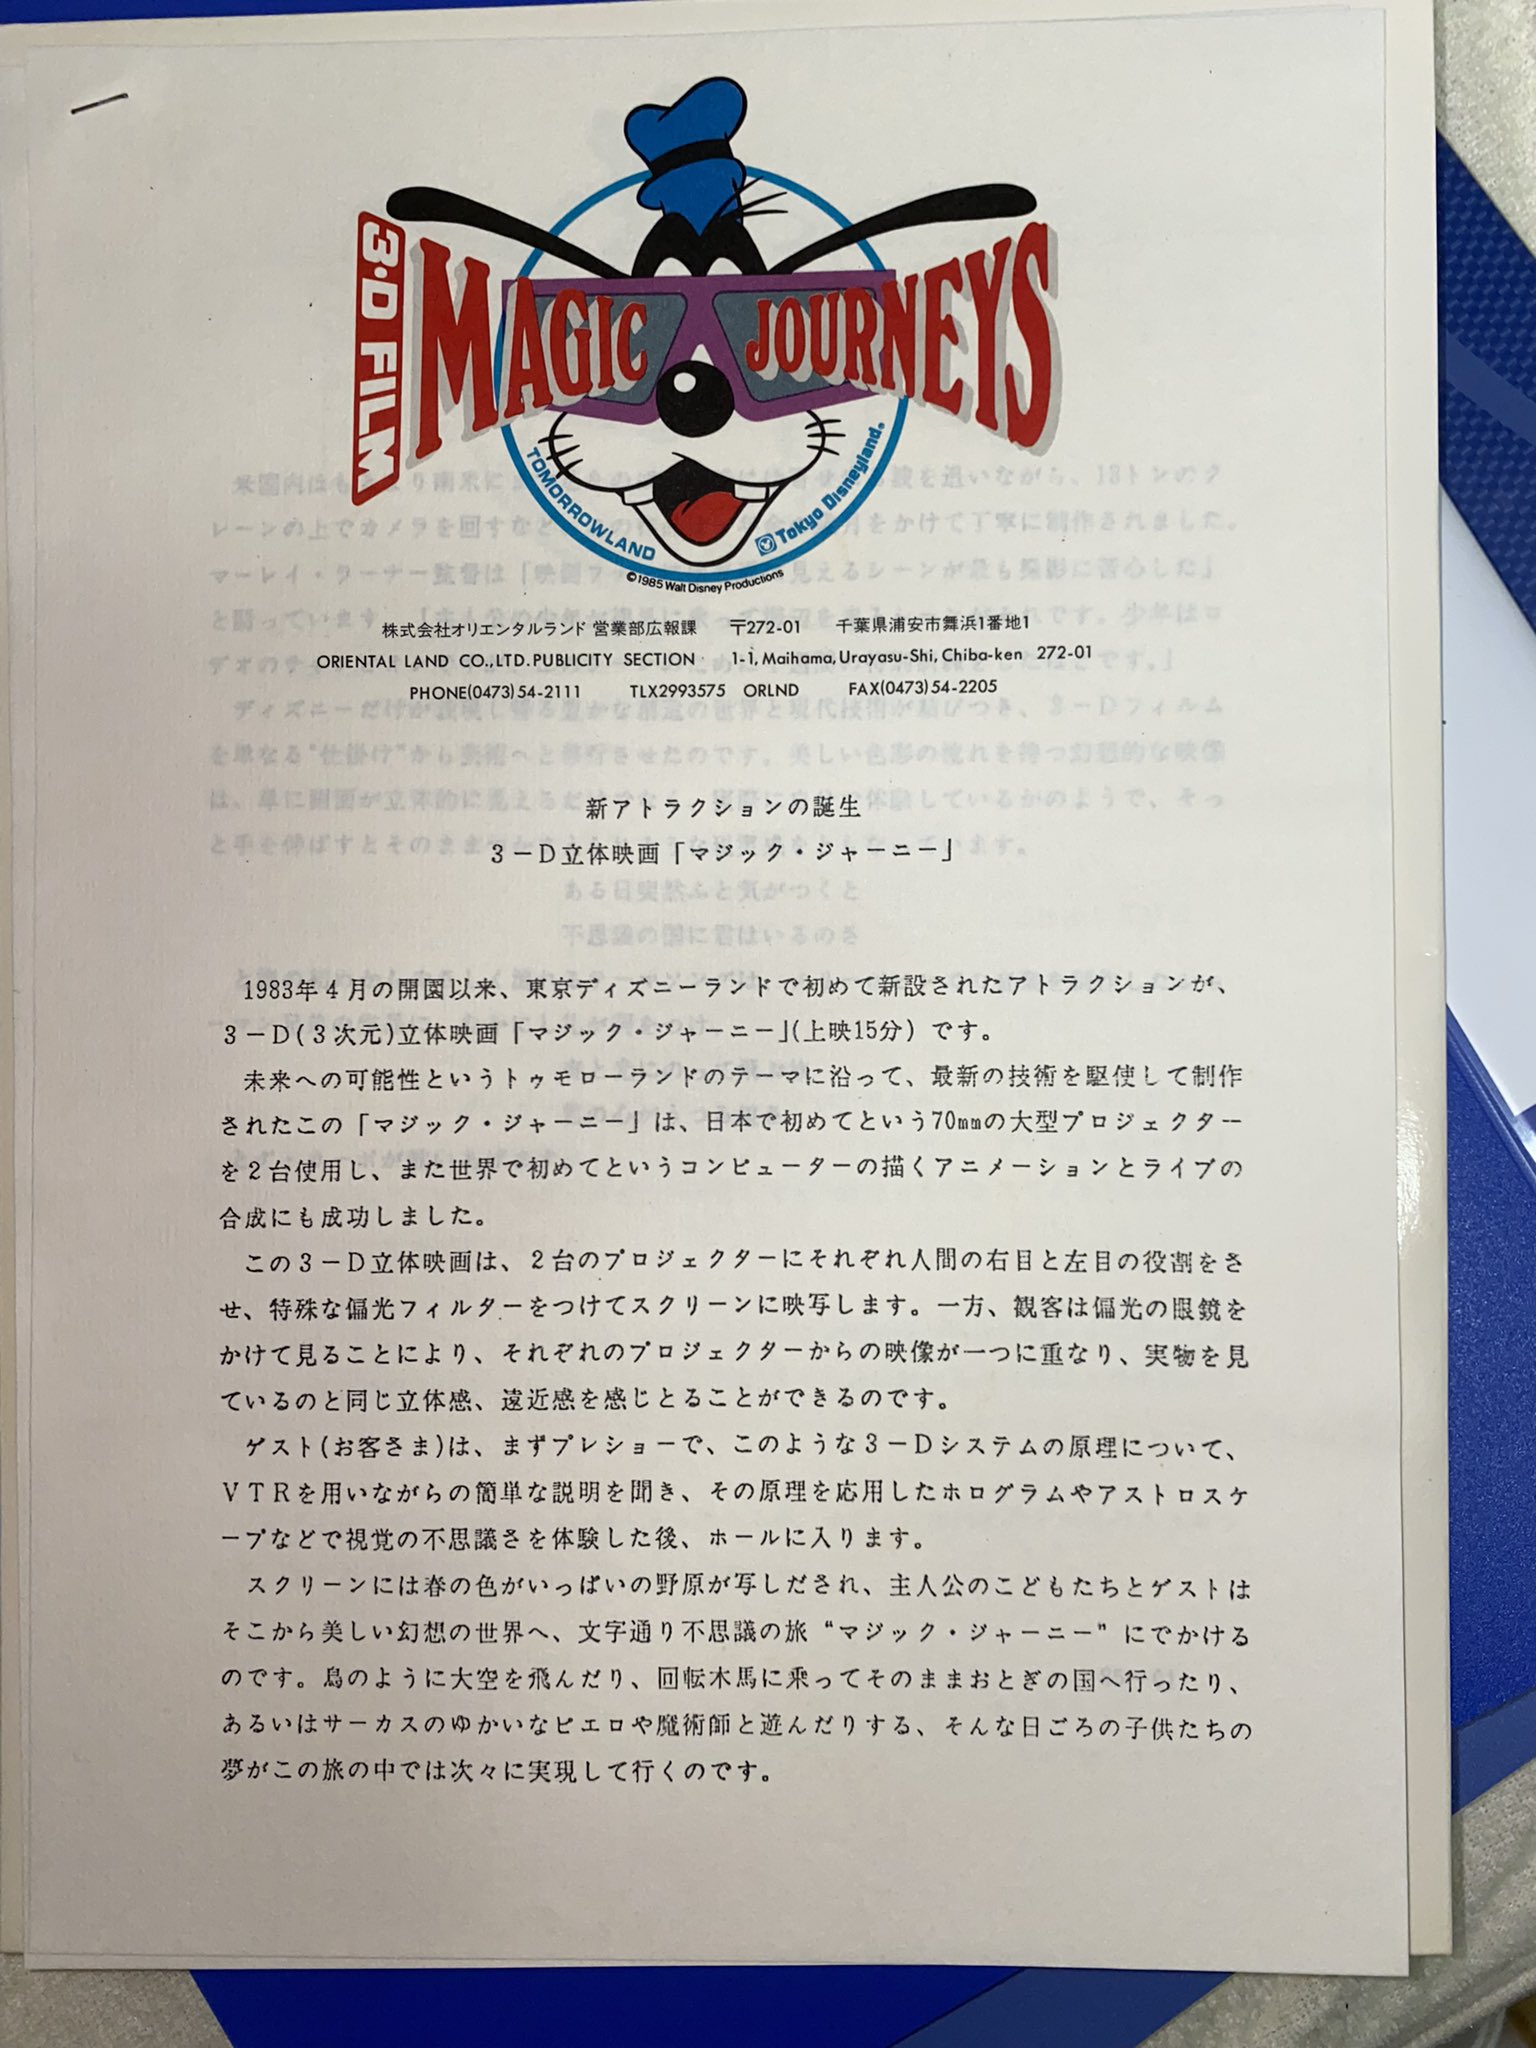 3・D FILM
MAGIC JOURNEYS
TOMORROWLAND
Tokyo Disneyland®
©1985 Walt Disney Productions
株式会社オリエンタルランド 営業部広報課 〒272-01 千葉県浦安市舞浜1番地1
ORIENTAL LAND CO.,LTD.PUBLICITY SECTION 1-1, Maihama, Urayasu-Shi, Chiba-ken 272-01
PHONE(0473)54-2111 TLX2993575 ORLND FAX(0473)54-2205
新アトラクションの誕生
3-D立体映画「マジック・ジャーニー」
1983年4月の開園以来、東京ディズニーランドで初めて新設されたアトラクションが、
3-D(3次元)立体映画「マジック・ジャーニー」(上映15分) です。
未来への可能性というトゥモローランドのテーマに沿って、最新の技術を駆使して制作
されたこの「マジック・ジャーニー」は、日本で初めてという70mmの大型プロジェクター
を2台使用し、また世界で初めてというコンピューターの描くアニメーションとライブの
合成にも成功しました。
この3-D立体映画は、2台のプロジェクターにそれぞれ人間の右目と左目の役割をさ
せ、特殊な偏光フィルターをつけてスクリーンに映写します。一方、観客は偏光の眼鏡を
かけて見ることにより、それぞれのプロジェクターからの映像が一つに重なり、実物を見
ているのと同じ立体感、遠近感を感じとることができるのです。
ゲスト(お客さま)は、まずプレショーで、このような3-Dシステムの原理について、
VTRを用いながらの簡単な説明を聞き、その原理を応用したホログラムやアストロスケ
ープなどで視覚の不思議さを体験した後、ホールに入ります。
スクリーンには春の色がいっぱいの野原が写しだされ、主人公のこどもたちとゲストは
そこから美しい幻想の世界へ、文字通り不思議の旅“マジック・ジャーニー”にでかける
のです。鳥のように大空を飛んだり、回転木馬に乗ってそのままおとぎの国へ行ったり、
あるいはサーカスのゆかいなピエロや魔術師と遊んだりする、そんな日ごろの子供たちの
夢がこの旅の中では次々に実現して行くのです。